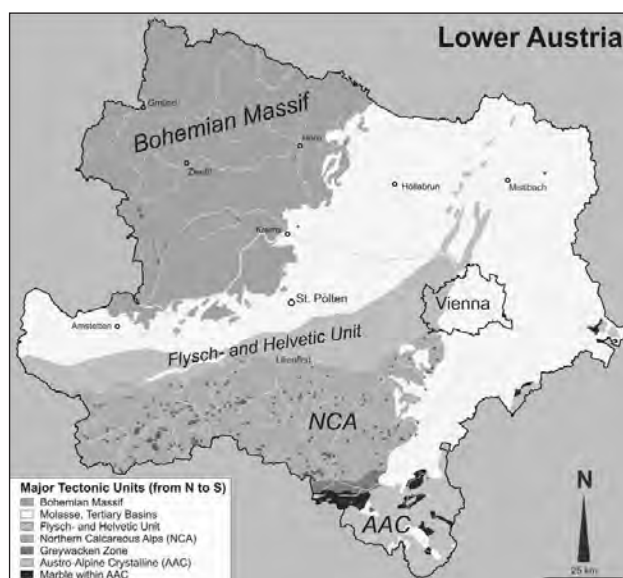 Lower Austria
Gmünd
Bohemian Massif
Horn
Zwettl
Hollabrun
Mistlbach
Krems
St. Pölten
Vienna
Amstetten
Flysch- and Helvetic Unit
Lilienfeld
NCA
AAC
Major Tectonic Units (from N to S)
Bohemian Massif
Molasse, Tertiary Basins
Flysch- and Helvetic Unit
Northern Calcareous Alps (NCA)
Greywacken Zone
Austro-Alpine Crystalline (AAC)
Marble within AAC
N
25 km